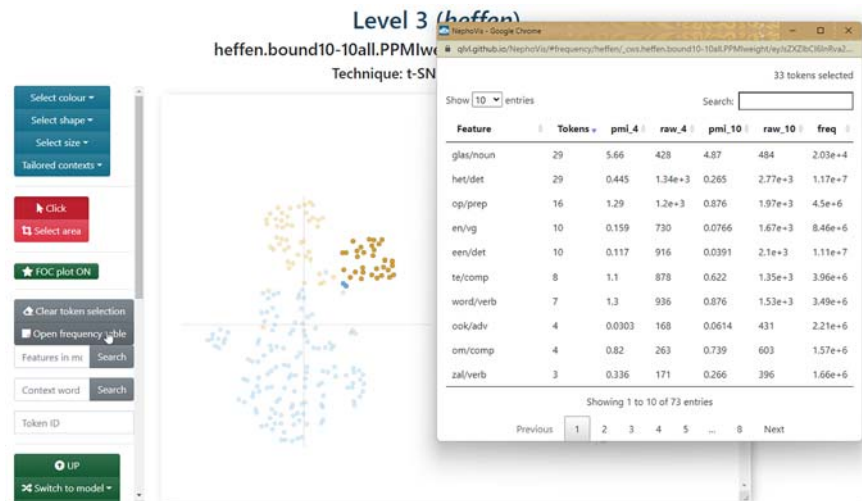 Level 3 (heffen)
heffen.bound10-10all.PPMIwe
Technique: t-SN
Select colour
Select shape
Select size
Tailored contexts
Click
Select area
FOC plot ON
Clear token selection
Open frequency table
Features in mo Search
Context word Search
Token ID
UP
Switch to model
NephoVis - Google Chrome
33 tokens selected
Show 10 entries Search:
Feature Tokens pmi_4 raw_4 pmi_10 raw_10 freq
glas/noun 29 5.66 428 4.87 484 2.03e+4
het/det 29 0.445 1.34e+3 0.265 2.77e+3 1.17e+7
op/prep 16 1.29 1.2e+3 0.876 1.97e+3 4.5e+6
en/vg 10 0.159 730 0.0766 1.67e+3 8.46e+6
een/det 10 0.117 916 0.0391 2.1e+3 1.11e+7
te/comp 8 1.1 878 0.622 1.35e+3 3.96e+6
word/verb 7 1.3 936 0.876 1.53e+3 3.49e+6
ook/adv 4 0.0303 168 0.0614 431 2.21e+6
om/comp 4 0.82 263 0.739 603 1.57e+6
zal/verb 3 0.336 171 0.266 396 1.66e+6
Showing 1 to 10 of 73 entries
Previous 1 2 3 4 5 ... 8 Next